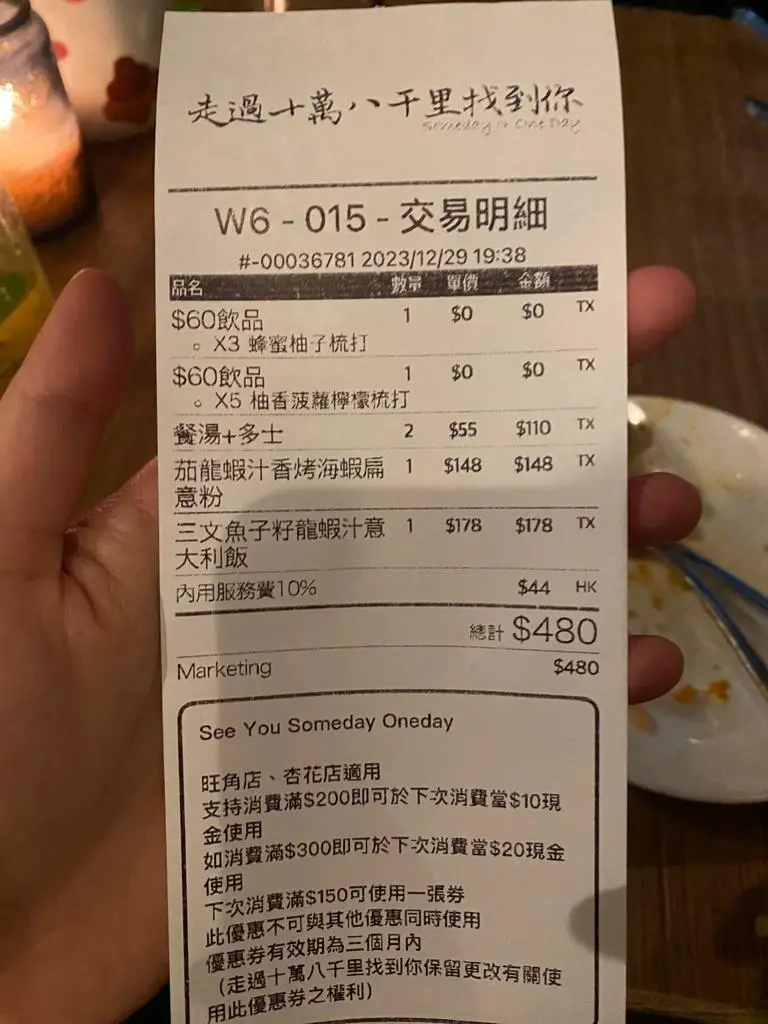 走過十萬八千里找到你
Someday or One Day
W6 - 015 - 交易明細
#-00036781 2023/12/29 19:38
品名 數量 單價 金額
$60飲品 1 $0 $0 TX
。 X3 蜂蜜柚子梳打
$60飲品 1 $0 $0 TX
。 X5 柚香菠蘿檸檬梳打
餐湯+多士 2 $55 $110 TX
茄龍蝦汁香烤海蝦扁 1 $148 $148 TX
意粉
三文魚子籽龍蝦汁意 1 $178 $178 TX
大利飯
內用服務費10% $44 HK
總計 $480
Marketing $480
See You Someday Oneday
旺角店、杏花店適用
支持消費滿$200即可於下次消費當$10現
金使用
如消費滿$300即可於下次消費當$20現金
使用
下次消費滿$150可使用一張券
此優惠不可與其他優惠同時使用
優惠券有效期為三個月內
（走過十萬八千里找到你保留更改有關使
用此優惠券之權利）